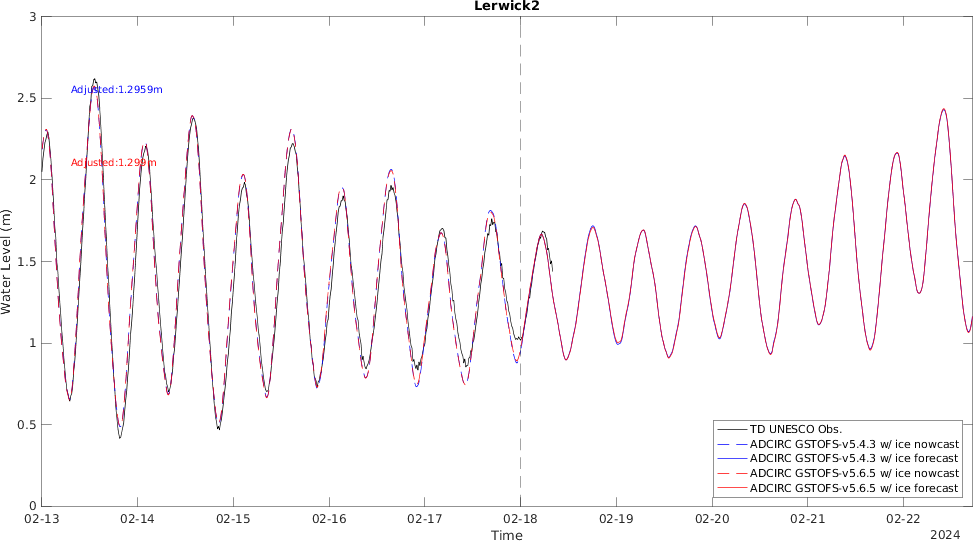 Lerwick2
3
2.5
2
1.5
1
0.5
0
Water Level (m)
Adjusted:1.2959m
Adjusted:1.299m
TD UNESCO Obs.
ADCIRC GSTOFS-v5.4.3 w/ ice nowcast
ADCIRC GSTOFS-v5.4.3 w/ ice forecast
ADCIRC GSTOFS-v5.6.5 w/ ice nowcast
ADCIRC GSTOFS-v5.6.5 w/ ice forecast
02-13 02-14 02-15 02-16 02-17 02-18 02-19 02-20 02-21 02-22
Time
2024